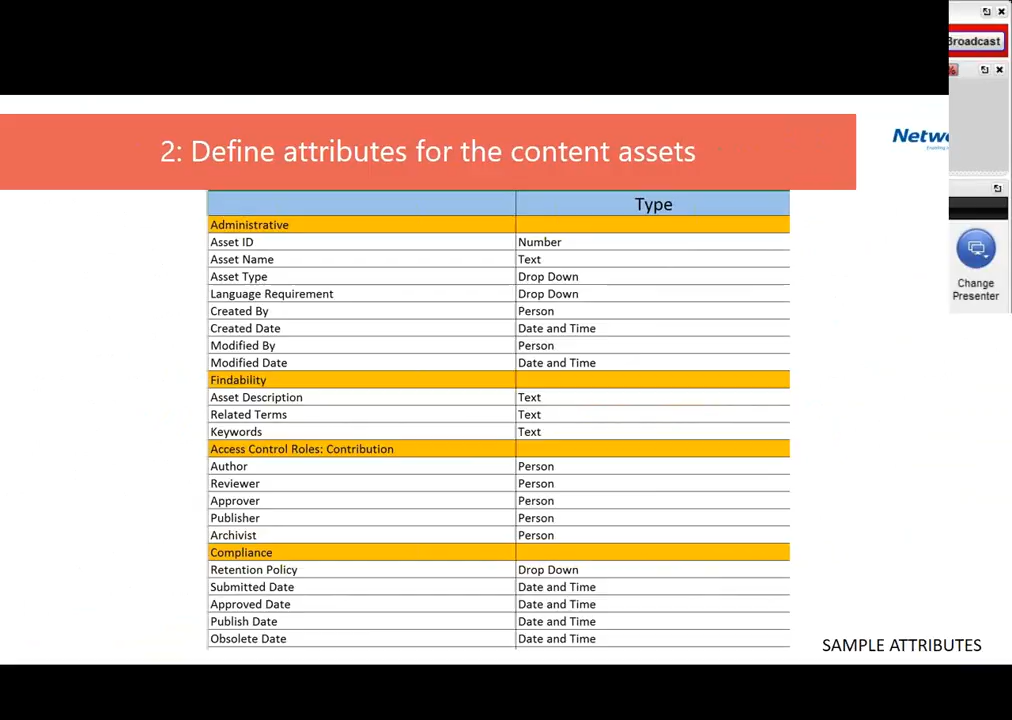 Broadcast
2: Define attributes for the content assets
Type
Administrative
Asset ID Number
Asset Name Text
Asset Type Drop Down
Language Requirement Drop Down
Created By Person
Created Date Date and Time
Modified By Person
Modified Date Date and Time
Findability
Asset Description Text
Related Terms Text
Keywords Text
Access Control Roles: Contribution
Author Person
Reviewer Person
Approver Person
Publisher Person
Archivist Person
Compliance
Retention Policy Drop Down
Submitted Date Date and Time
Approved Date Date and Time
Publish Date Date and Time
Obsolete Date Date and Time
SAMPLE ATTRIBUTES
Change
Presenter